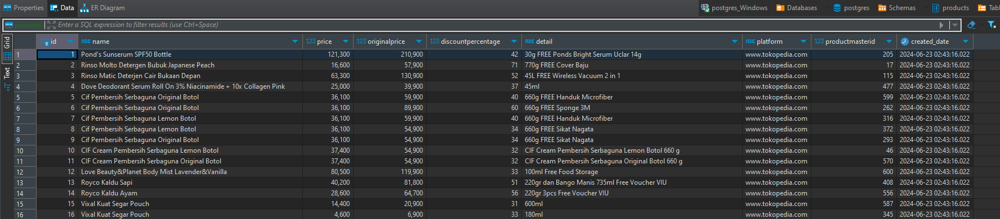 Properties Data ER Diagram postgres_Windows Databases postgres Schemas products Tabl
products Enter a SQL expression to filter results (use Ctrl+Space)
Grid
Text
123 id ABC name 123 price 123 originalprice 123 discountpercentage ABC detail ABC platform 123 productmasterid created_date
1 1 Pond's Sunserum SPF50 Bottle 121,300 210,900 42 30g FREE Ponds Bright Serum Uclar 14g www.tokopedia.com 205 2024-06-23 02:43:16.022
2 2 Rinso Molto Detergen Bubuk Japanese Peach 16,600 57,900 71 770g FREE Cover Baju www.tokopedia.com 17 2024-06-23 02:43:16.022
3 3 Rinso Matic Deterjen Cair Bukaan Depan 63,300 130,900 52 45L FREE Wireless Vacuum 2 in 1 www.tokopedia.com 115 2024-06-23 02:43:16.022
4 4 Dove Deodorant Serum Roll On 3% Niacinamide + 10x Collagen Pink 25,000 39,900 37 45ml www.tokopedia.com 477 2024-06-23 02:43:16.022
5 5 Cif Pembersih Serbaguna Original Botol 36,100 59,900 40 660g FREE Handuk Microfiber www.tokopedia.com 599 2024-06-23 02:43:16.022
6 6 Cif Pembersih Serbaguna Original Botol 36,100 89,900 60 660g FREE Sponge 3M www.tokopedia.com 262 2024-06-23 02:43:16.022
7 7 Cif Pembersih Serbaguna Lemon Botol 36,100 59,900 40 660g FREE Handuk Microfiber www.tokopedia.com 316 2024-06-23 02:43:16.022
8 8 Cif Pembersih Serbaguna Lemon Botol 36,100 54,900 34 660g FREE Sikat Nagata www.tokopedia.com 372 2024-06-23 02:43:16.022
9 9 Cif Pembersih Serbaguna Original Botol 36,100 54,900 34 660g FREE Sikat Nagata www.tokopedia.com 293 2024-06-23 02:43:16.022
10 10 CIF Cream Pembersih Serbaguna Lemon Botol 37,400 54,900 32 CIF Cream Pembersih Serbaguna Lemon Botol 660 g www.tokopedia.com 46 2024-06-23 02:43:16.022
11 11 CIF Cream Pembersih Serbaguna Original Botol 37,400 54,900 32 CIF Cream Pembersih Serbaguna Original Botol 660 g www.tokopedia.com 570 2024-06-23 02:43:16.022
12 12 Love Beauty&Planet Body Mist Lavender&Vanilla 80,500 119,900 33 100ml Free Food Storage www.tokopedia.com 600 2024-06-23 02:43:16.022
13 13 Royco Kaldu Sapi 40,200 81,800 51 220gr dan Bango Manis 735ml Free Voucher VIU www.tokopedia.com 408 2024-06-23 02:43:16.022
14 14 Royco Kaldu Ayam 28,600 64,700 56 220gr 3pcs Free Voucher VIU www.tokopedia.com 556 2024-06-23 02:43:16.022
15 15 Vixal Kuat Segar Pouch 14,400 20,900 31 600ml www.tokopedia.com 587 2024-06-23 02:43:16.022
16 16 Vixal Kuat Segar Pouch 4,600 6,900 33 180ml www.tokopedia.com 345 2024-06-23 02:43:16.022